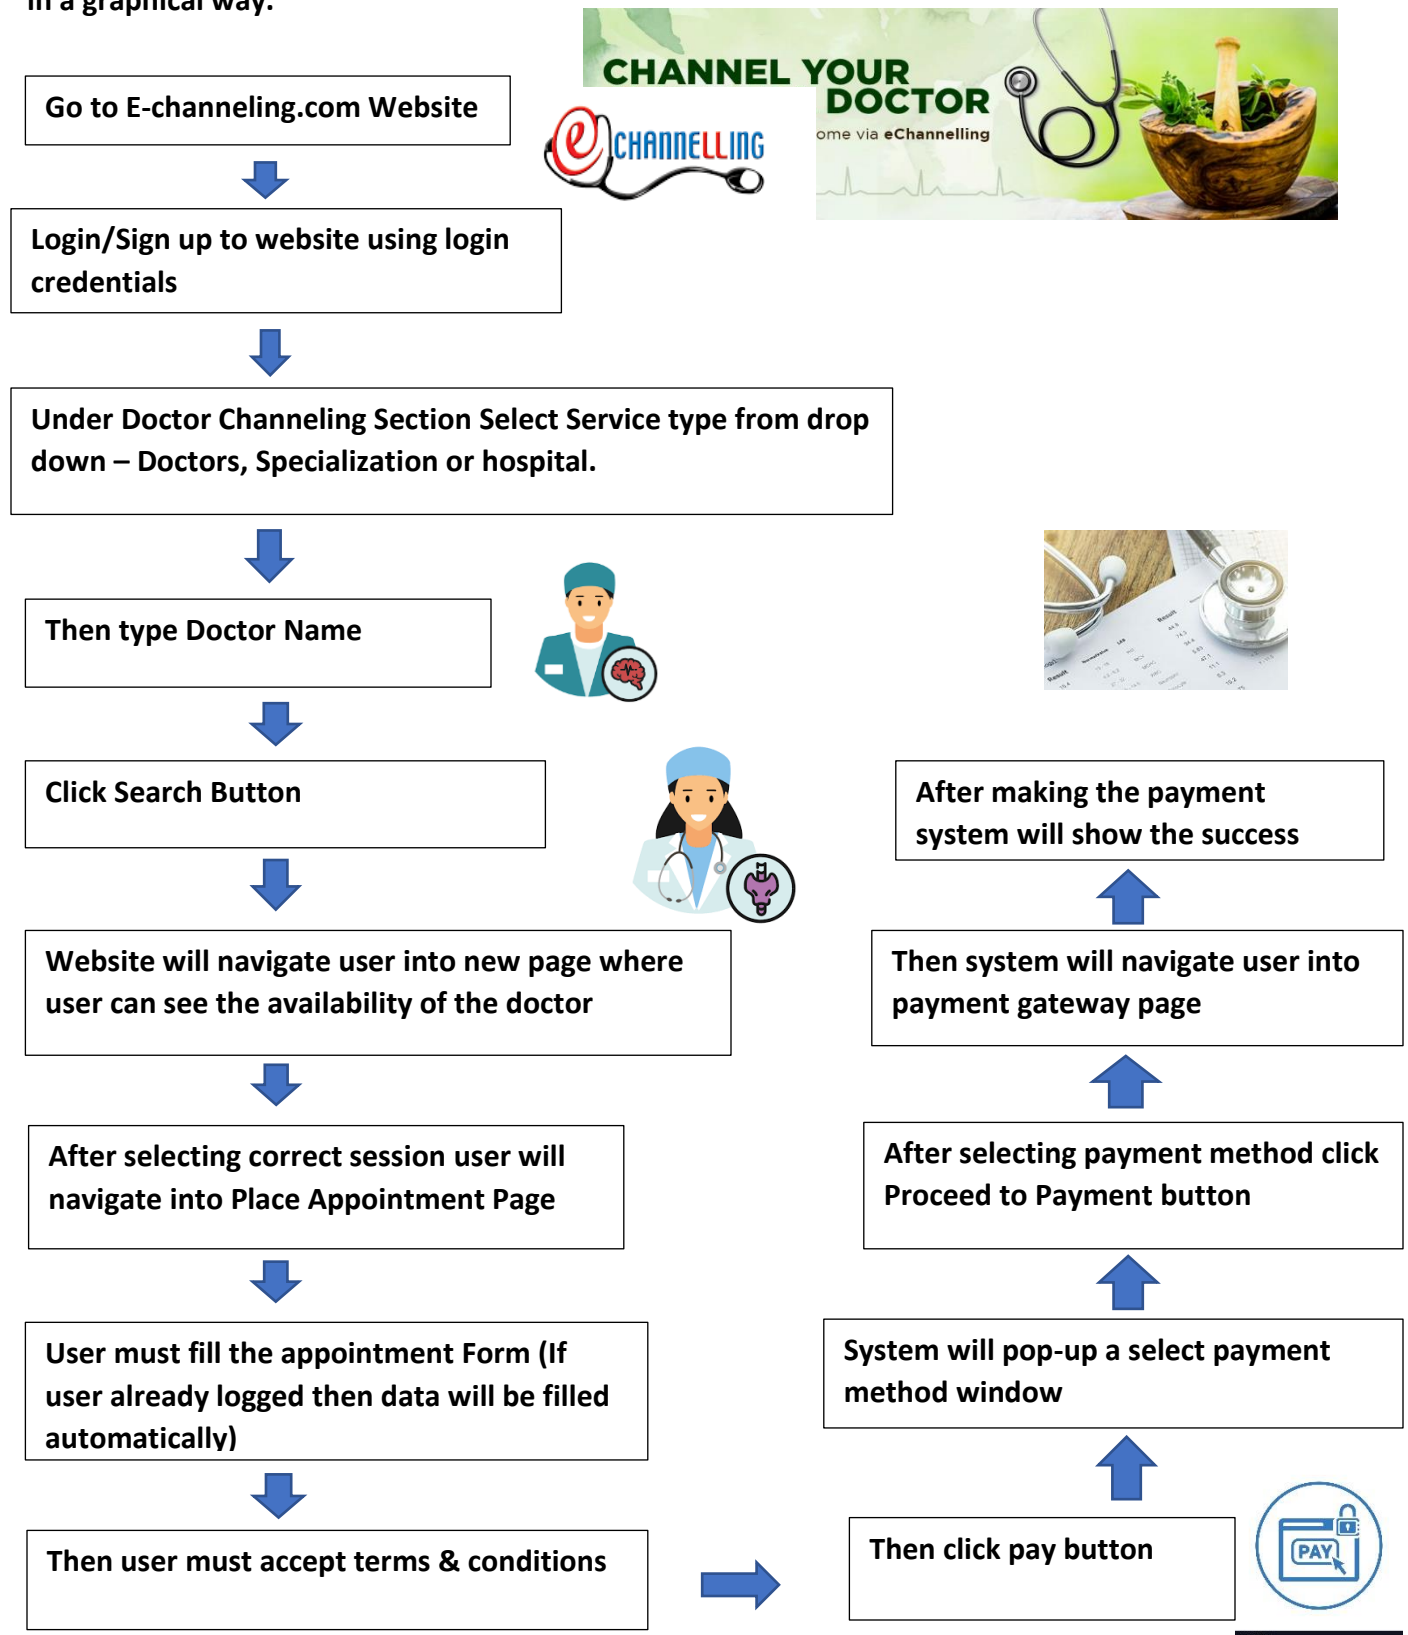 in a graphical way.
CHANNEL YOUR
DOCTOR
ome via eChannelling
e CHANNELLING
Go to E-channeling.com Website
Login/Sign up to website using login
credentials
Under Doctor Channeling Section Select Service type from drop
down – Doctors, Specialization or hospital.
Then type Doctor Name
Click Search Button
Website will navigate user into new page where
user can see the availability of the doctor
After selecting correct session user will
navigate into Place Appointment Page
User must fill the appointment Form (If
user already logged then data will be filled
automatically)
Then user must accept terms & conditions
Then click pay button
PAY
System will pop-up a select payment
method window
After selecting payment method click
Proceed to Payment button
Then system will navigate user into
payment gateway page
After making the payment
system will show the success
Result
Result